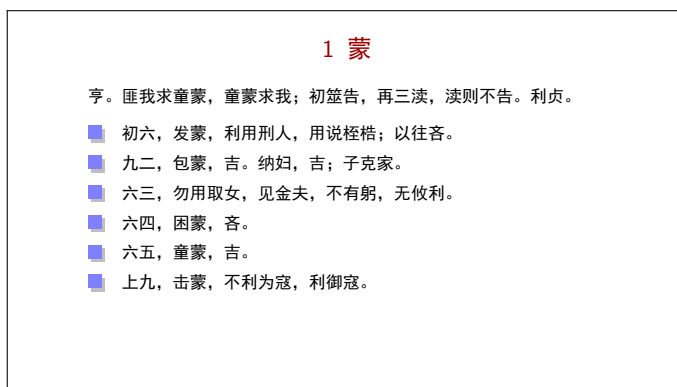 1 蒙
亨。匪我求童蒙，童蒙求我；初筮告，再三渎，渎则不告。利贞。
初六，发蒙，利用刑人，用说桎梏；以往吝。
九二，包蒙，吉。纳妇，吉；子克家。
六三，勿用取女，见金夫，不有躬，无攸利。
六四，困蒙，吝。
六五，童蒙，吉。
上九，击蒙，不利为寇，利御寇。